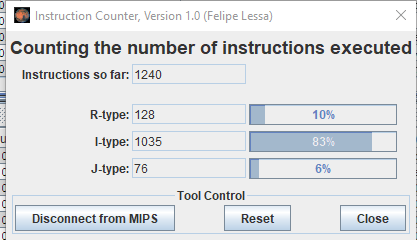 Instruction Counter, Version 1.0 (Felipe Lessa)
Counting the number of instructions executed
Instructions so far: 1240
R-type: 128 10%
I-type: 1035 83%
J-type: 76 6%
Tool Control
Disconnect from MIPS Reset Close